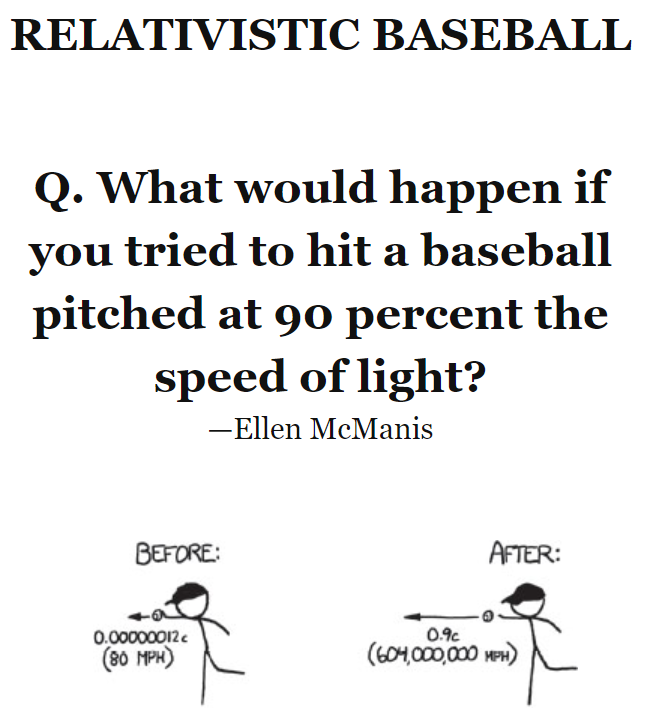 RELATIVISTIC BASEBALL
Q. What would happen if
you tried to hit a baseball
pitched at 90 percent the
speed of light?
—Ellen McManis
BEFORE:
AFTER:
0.00000012c
(80 MPH)
0.9c
(604,000,000 MPH)